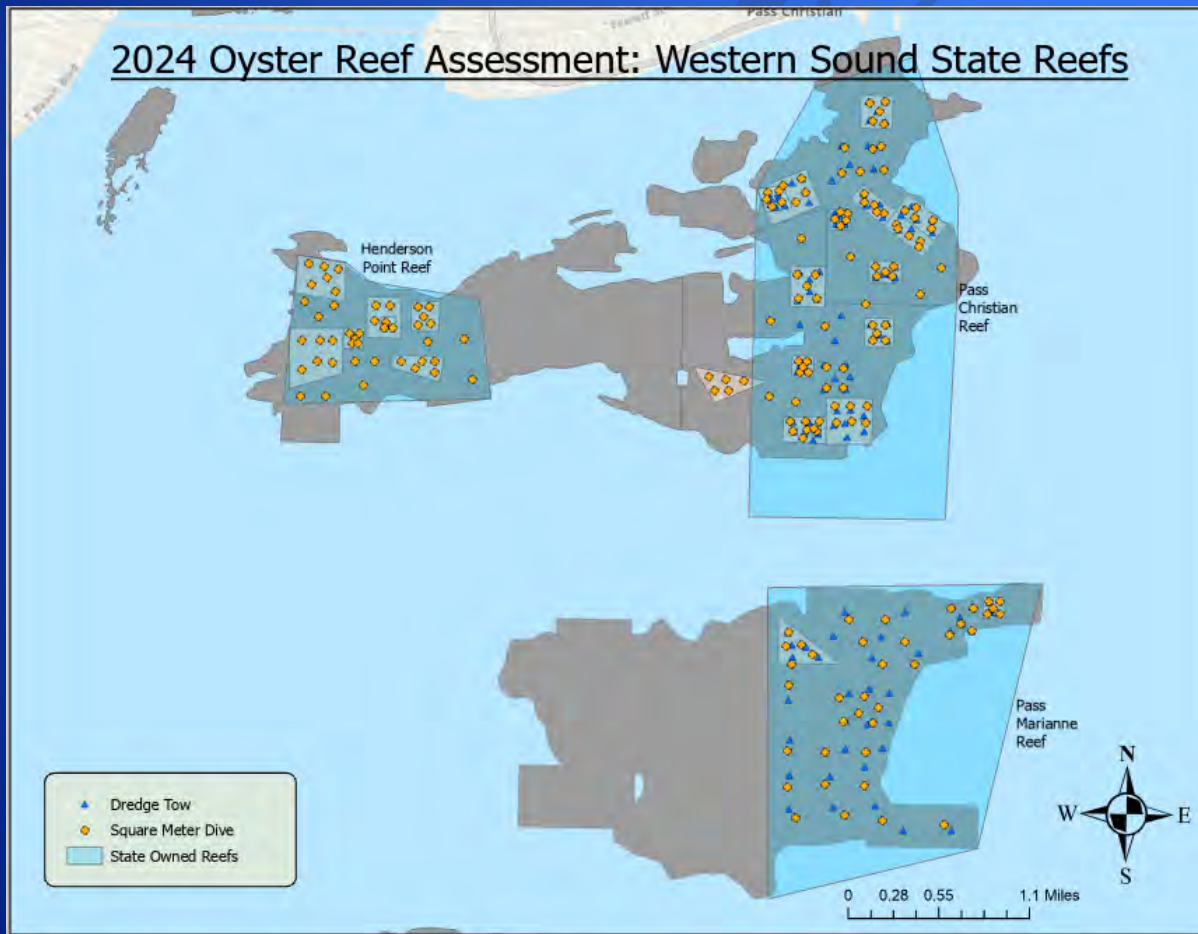 Pass Christian
2024 Oyster Reef Assessment: Western Sound State Reefs
Henderson
Point Reef
Pass
Christian
Reef
Pass
Marianne
Reef
Dredge Tow
Square Meter Dive
State Owned Reefs
N
W
E
S
0 0.28 0.55 1.1 Miles